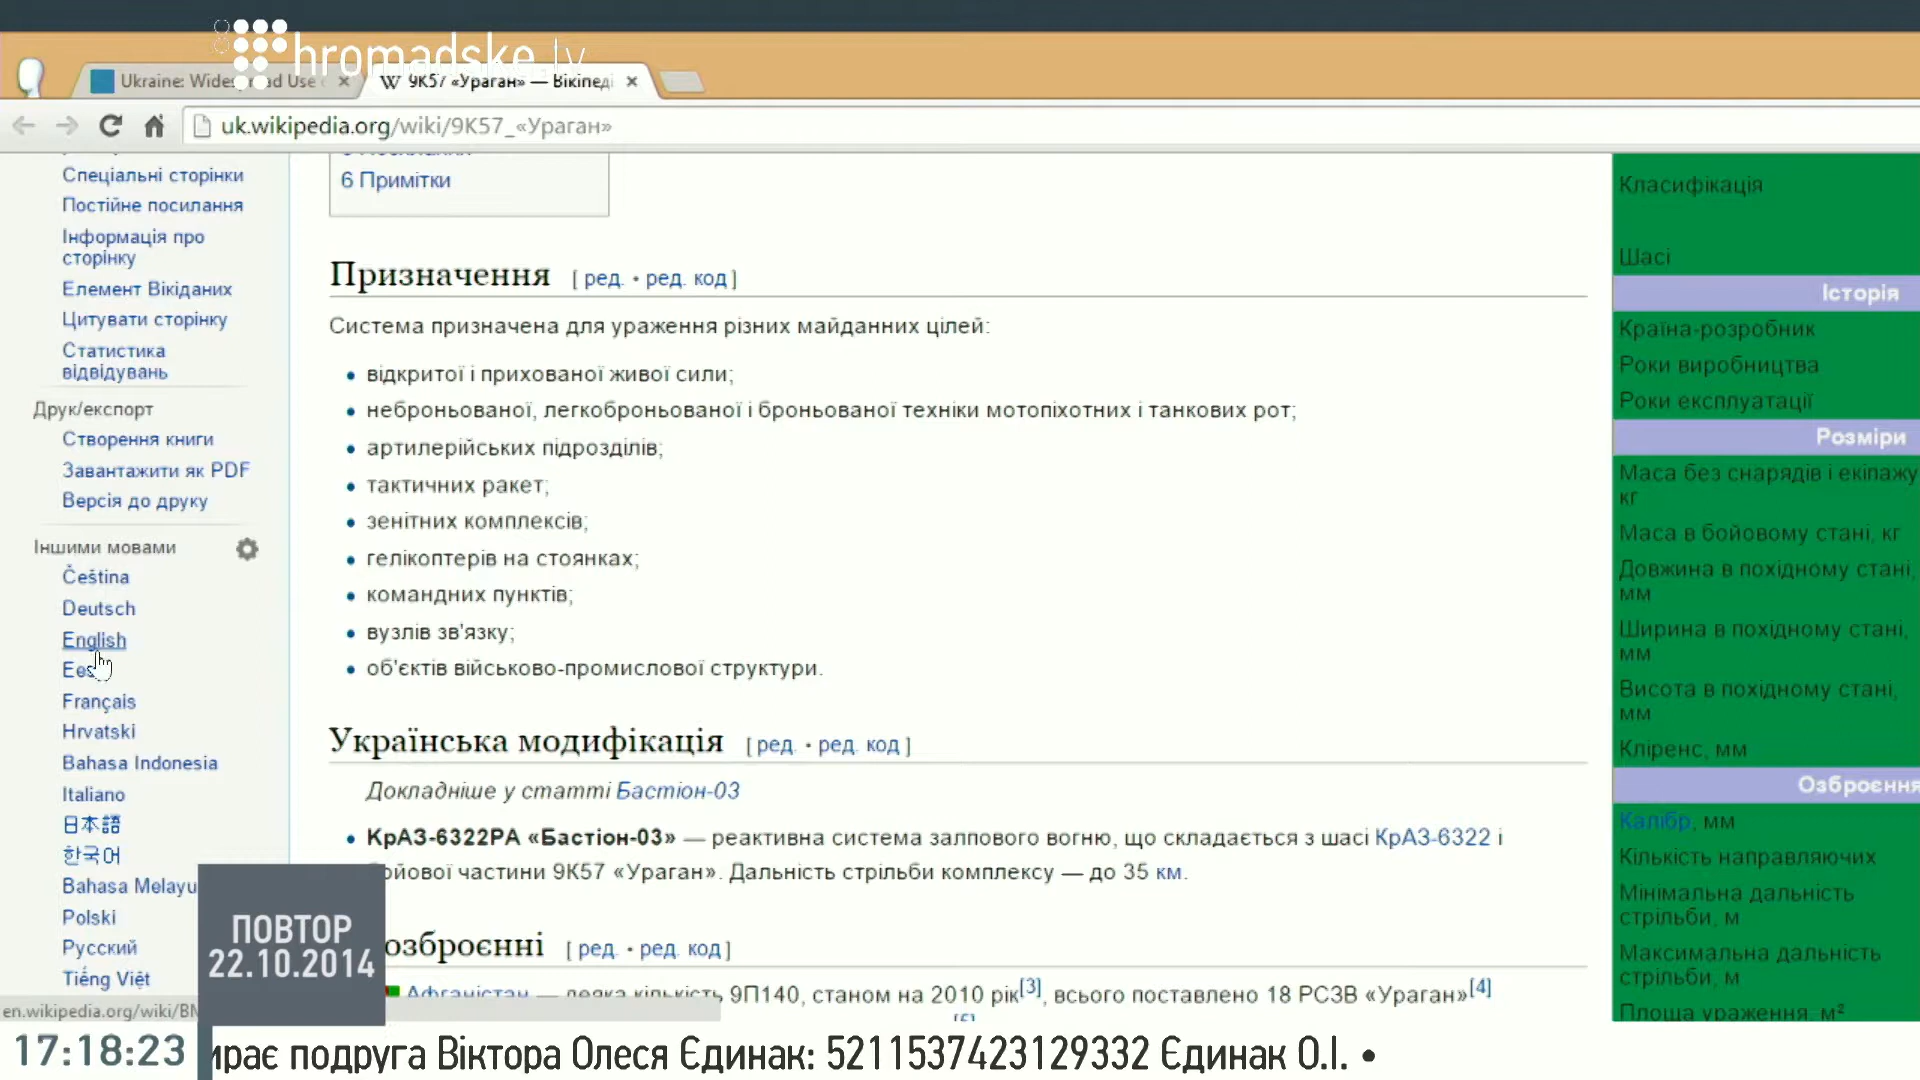 hromadske.tv
Ukraine: Wides ad Use
9К57 «Ураган» — Вікіпеді
uk.wikipedia.org/wiki/9К57_«Ураган»
Спеціальні сторінки
Постійне посилання
Інформація про
сторінку
Елемент Вікіданих
Цитувати сторінку
Статистика
відвідувань
Друк/експорт
Створення книги
Завантажити як PDF
Версія до друку
Іншими мовами
Čeština
Deutsch
English
Français
Hrvatski
Bahasa Indonesia
Italiano
日本語
한국어
Bahasa Melayu
Polski
Русский
Tiếng Việt
en.wikipedia.org/wiki/BM
6 Примітки
Призначення [ ред. • ред. код ]
Система призначена для ураження різних майданних цілей:
• відкритої і прихованої живої сили;
• неброньованої, легкоброньованої і броньованої техніки мотопіхотних і танкових рот;
• артилерійських підрозділів;
• тактичних ракет;
• зенітних комплексів;
• гелікоптерів на стоянках;
• командних пунктів;
• вузлів зв'язку;
• об'єктів військово-промислової структури.
Українська модифікація [ ред. • ред. код ]
Докладніше у статті Бастіон-03
• КрАЗ-6322РА «Бастіон-03» — реактивна система залпового вогню, що складається з шасі КрАЗ-6322 і
ойової частини 9К57 «Ураган». Дальність стрільби комплексу — до 35 км.
озброєнні [ ред. • ред. код ]
Афганістан — деяка кількість 9П140, станом на 2010 рік[3], всього поставлено 18 РСЗВ «Ураган»[4]
Класифікація
Шасі
Історія
Країна-розробник
Роки виробництва
Роки експлуатації
Розміри
Маса без снарядів і екіпажу,
кг
Маса в бойовому стані, кг
Довжина в похідному стані,
мм
Ширина в похідному стані,
мм
Висота в похідному стані,
мм
Кліренс, мм
Озброєння
Калібр, мм
Кількість направляючих
Мінімальна дальність
стрільби, м
Максимальна дальність
стрільби, м
Площа ураження, м²
ПОВТОР
22.10.2014
17:18:23
ирає подруга Віктора Олеся Єдинак: 5211537423129332 Єдинак О.І. •